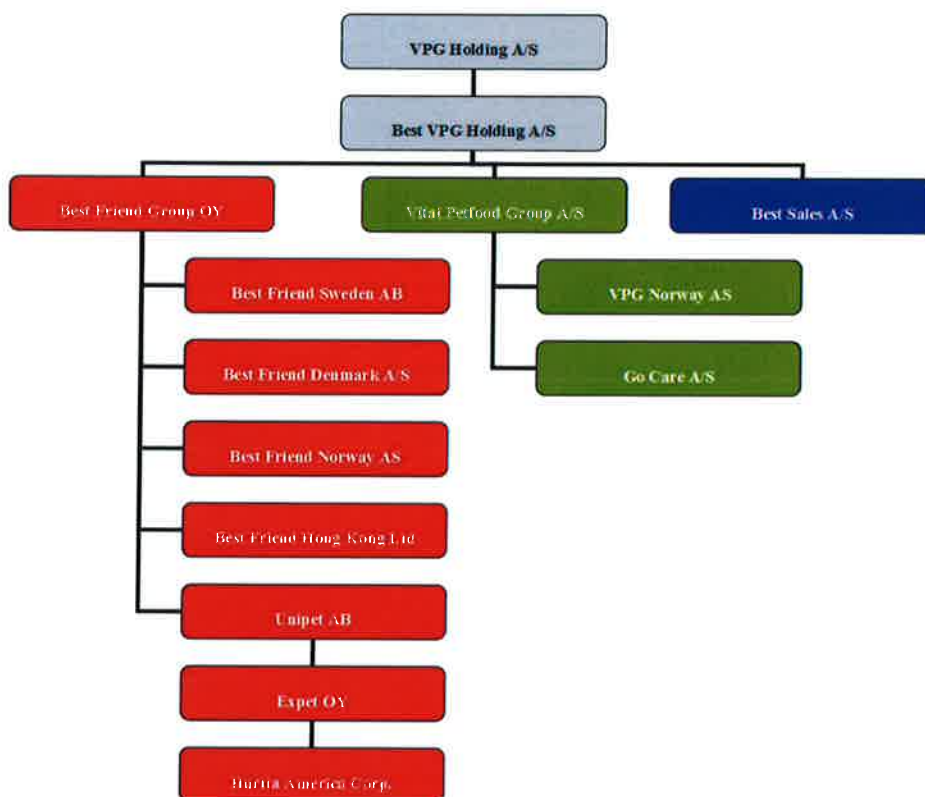 VPG Holding A/S
Best VPG Holding A/S
Best Friend Group OY
Vital Petfood Group A/S
Best Sales A/S
Best Friend Sweden AB
VPG Norway AS
Best Friend Denmark A/S
Go Care A/S
Best Friend Norway AS
Best Friend Hong Kong Ltd
Unipet AB
Expet OY
Hurtta America Corp.